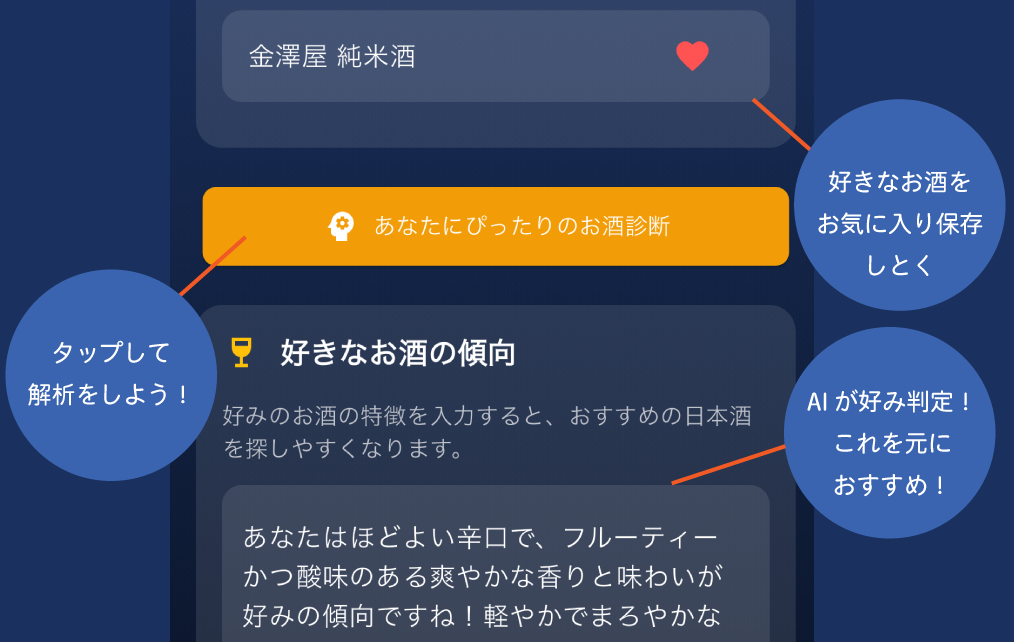 金澤屋 純米酒
好きなお酒を
お気に入り保存
しとく
あなたにぴったりのお酒診断
タップして
解析をしよう！
好きなお酒の傾向
好みのお酒の特徴を入力すると、おすすめの日本酒
を探しやすくなります。
AI が好み判定！
これを元に
おすすめ！
あなたはほどよい辛口で、フルーティー
かつ酸味のある爽やかな香りと味わいが
好みの傾向ですね！軽やかでまろやかな